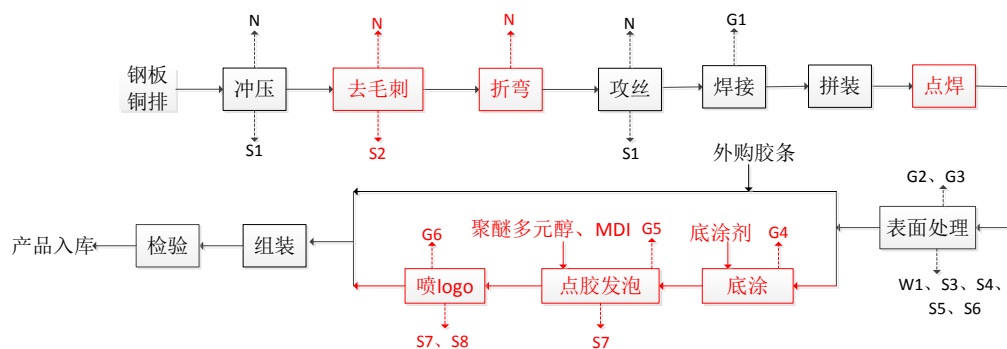 N
N
N
N
G1
钢板
铜排
冲压
去毛刺
折弯
攻丝
焊接
拼装
点焊
S1
S2
S1
外购胶条
G2、G3
聚醚多元醇、MDI
G5
底涂剂
G4
G6
产品入库
检验
组装
喷logo
点胶发泡
底涂
表面处理
W1、S3、S4、
S5、S6
S7、S8
S7